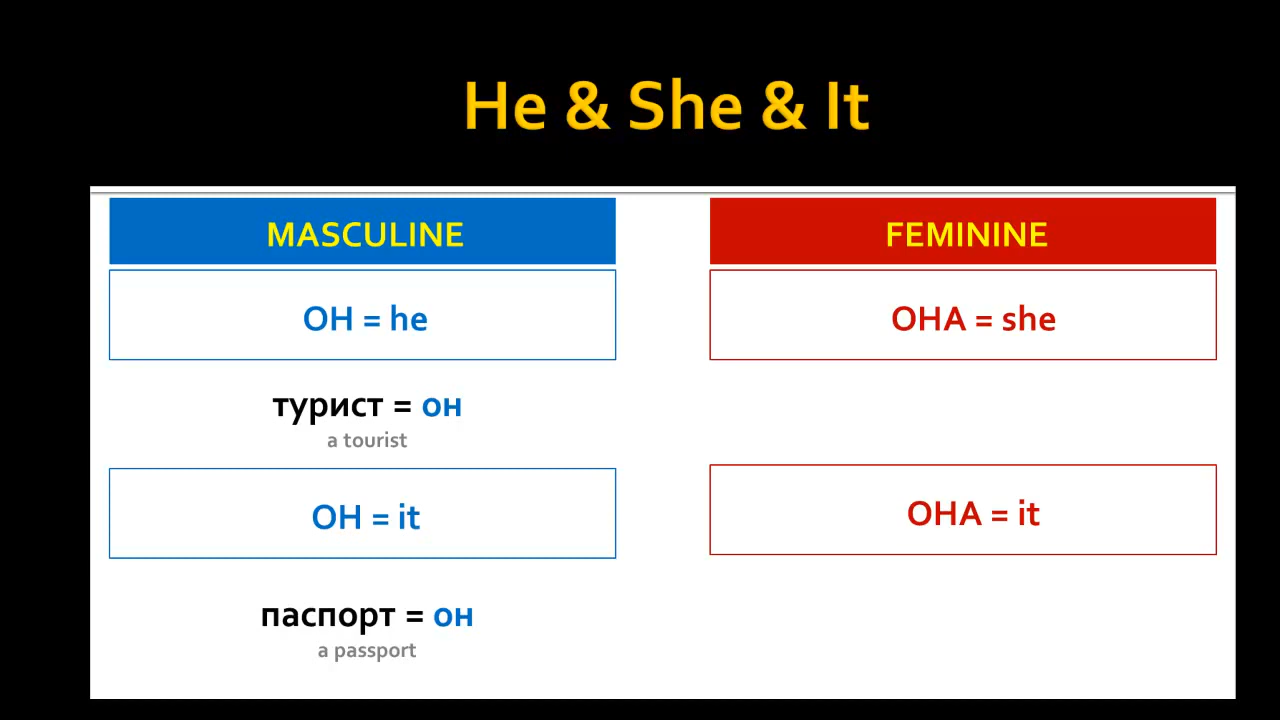 He & She & It
MASCULINE
FEMININE
ОН = he
ОНА = she
турист = он
a tourist
ОН = it
ОНА = it
паспорт = он
a passport